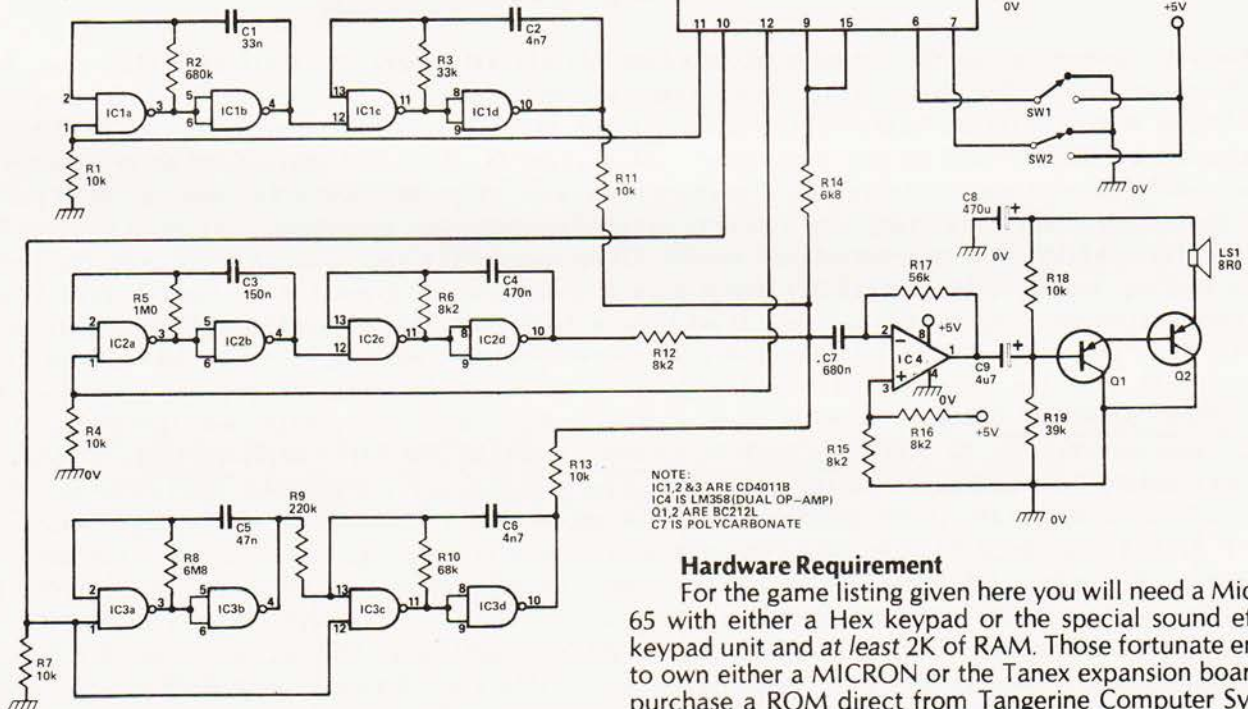 0V
+5V
11 10 12 9 15 6 7
C1
33n
C2
4n7
R2
680k
R3
33k
2
IC1a
3
5
6
IC1b
4
13
IC1c
11
8
9
IC1d
10
1
12
SW1
SW2
R1
10k
R11
10k
R14
6k8
0V
C8
470u
+
0V
LS1
8R0
R5
1M0
C3
150n
R6
8k2
C4
470n
R17
56k
R18
10k
2
IC2a
3
5
6
IC2b
4
13
IC2c
11
8
9
IC2d
10
1
12
R12
8k2
C7
680n
2
−
8
+5V
IC4
1
+
3
4
0V
C9
4u7
+
Q1
Q2
R4
10k
0V
R15
8k2
R16
8k2
+5V
R19
39k
R13
10k
0V
NOTE:
IC1,2 &3 ARE CD4011B
IC4 IS LM358(DUAL OP–AMP)
Q1,2 ARE BC212L
C7 IS POLYCARBONATE
R9
220k
C5
47n
C6
4n7
R8
6M8
R10
68k
2
IC3a
3
5
6
IC3b
4
13
IC3c
11
8
9
IC3d
10
1
12
R7
10k
Hardware Requirement
For the game listing given here you will need a Mic
65 with either a Hex keypad or the special sound ef
keypad unit and at least 2K of RAM. Those fortunate en
to own either a MICRON or the Tanex expansion boar
purchase a ROM direct from Tangerine Computer Sy